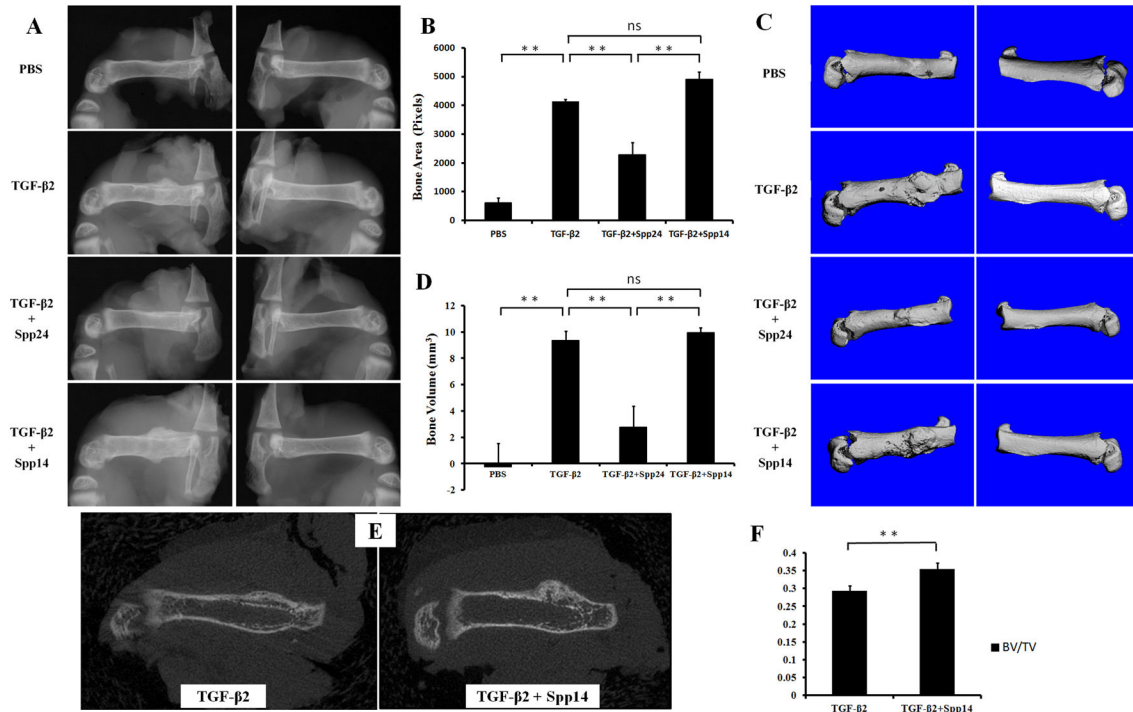 A
PBS
TGF-β2
TGF-β2
+
Spp24
TGF-β2
+
Spp14
B
ns
* *
* *
* *
Bone Area (Pixels)
6000
5000
4000
3000
2000
1000
0
PBS
TGF-β2
TGF-β2+Spp24
TGF-β2+Spp14
C
PBS
TGF-β2
TGF-β2
+
Spp24
TGF-β2
+
Spp14
D
ns
* *
* *
* *
Bone Volume (mm³)
12
10
8
6
4
2
0
-2
PBS
TGF-β2
TGF-β2+Spp24
TGF-β2+Spp14
E
TGF-β2
TGF-β2 + Spp14
F
* *
0.4
0.35
0.3
0.25
0.2
0.15
0.1
0.05
0
BV/TV
TGF-β2
TGF-β2+Spp14